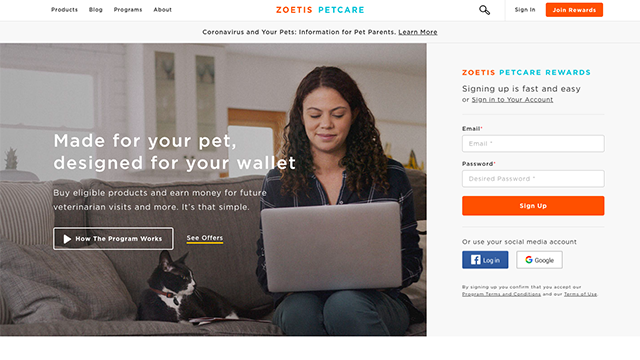 Products Blog Programs About
ZOETIS PETCARE
Sign In Join Rewards
Coronavirus and Your Pets: Information for Pet Parents. Learn More
Made for your pet,
designed for your wallet
Buy eligible products and earn money for future
veterinary visits and more. It's that simple.
How The Program Works See Offers
ZOETIS PETCARE REWARDS
Signing up is fast and easy
or Sign in to Your Account
Email*
Email *
Password*
Desired Password *
Sign Up
Or use your social media account
Log in Google
By signing up you confirm that you accept our
Program Terms and Conditions and our Terms of Use.